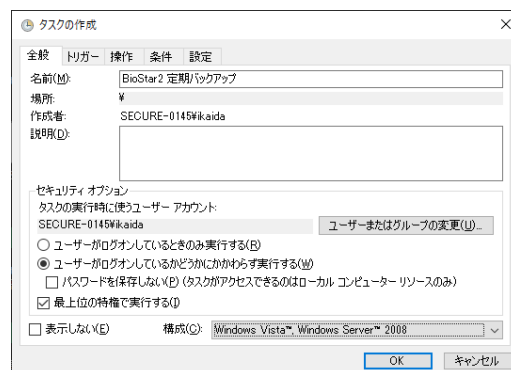 タスクの作成
全般 トリガー 操作 条件 設定
名前(M): BioStar2 定期バックアップ
場所: ¥
作成者: SECURE-0145¥ikaida
説明(D):
セキュリティ オプション
タスクの実行時に使うユーザー アカウント:
SECURE-0145¥ikaida ユーザーまたはグループの変更(U)...
ユーザーがログオンしているときのみ実行する(R)
ユーザーがログオンしているかどうかにかかわらず実行する(W)
パスワードを保存しない(P) (タスクがアクセスできるのはローカル コンピューター リソースのみ)
最上位の特権で実行する(I)
表示しない(E) 構成(C): Windows Vista™, Windows Server™ 2008
OK キャンセル